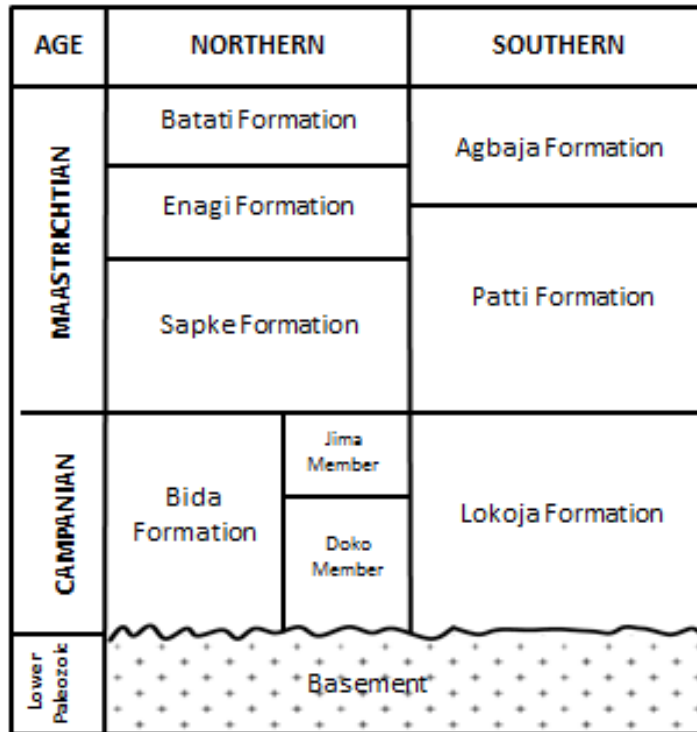 AGE
NORTHERN
SOUTHERN
MAASTRICHTIAN
Batati Formation
Enagi Formation
Sapke Formation
Agbaja Formation
Patti Formation
CAMPANIAN
Bida
Formation
Jima
Member
Doko
Member
Lokoja Formation
Lower
Paleozoic
Basement